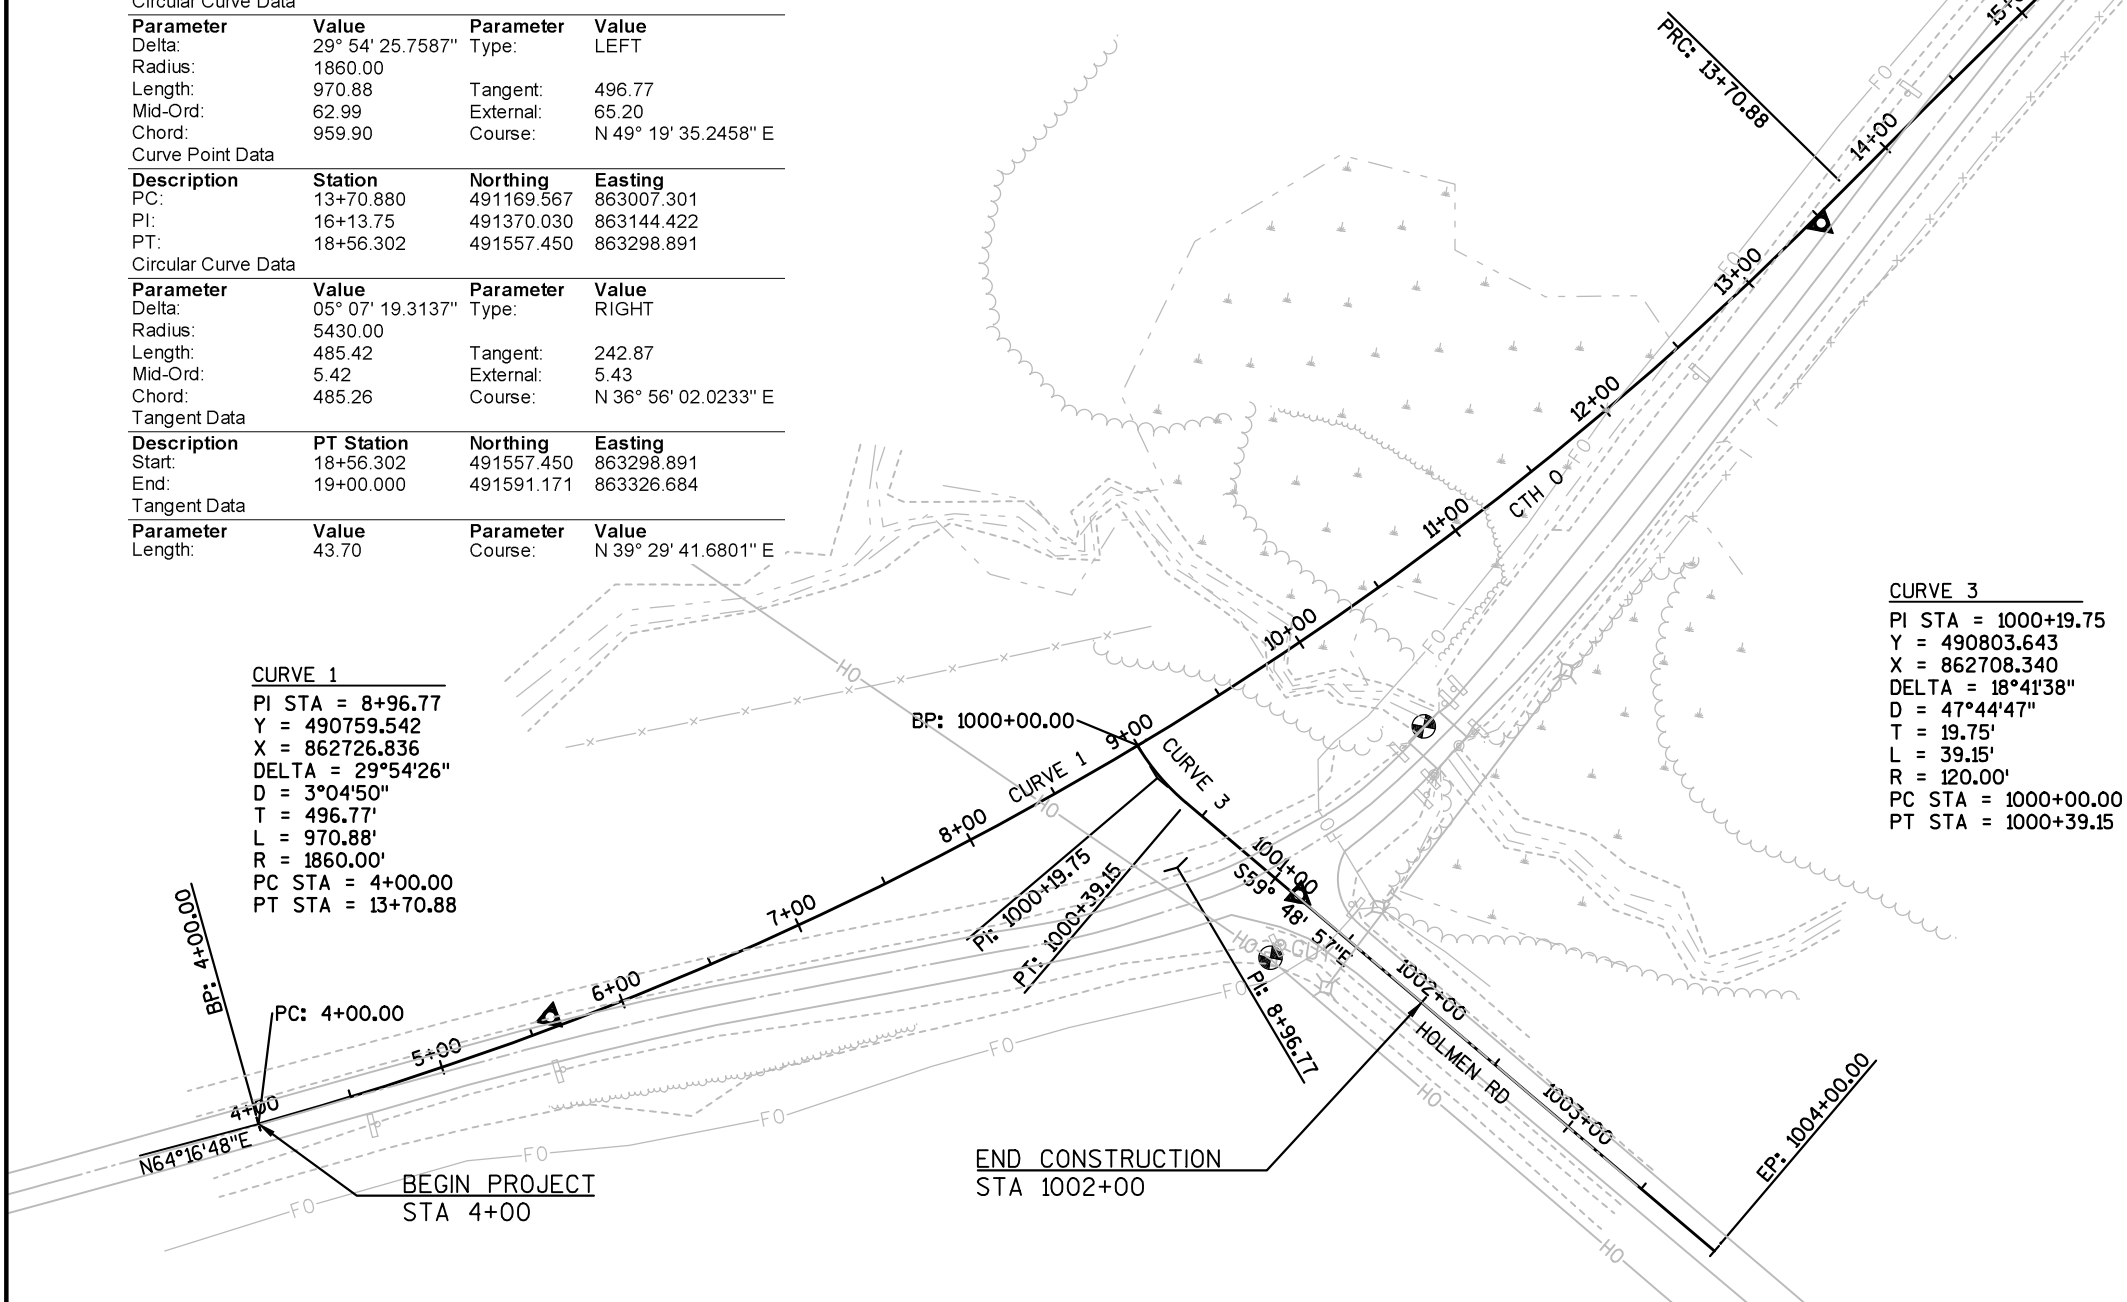 Circular Curve Data
Parameter Value Parameter Value
Delta: 29° 54' 25.7587" Type: LEFT
Radius: 1860.00
Length: 970.88 Tangent: 496.77
Mid-Ord: 62.99 External: 65.20
Chord: 959.90 Course: N 49° 19' 35.2458" E
Curve Point Data
Description Station Northing Easting
PC: 13+70.880 491169.567 863007.301
PI: 16+13.75 491370.030 863144.422
PT: 18+56.302 491557.450 863298.891
Circular Curve Data
Parameter Value Parameter Value
Delta: 05° 07' 19.3137" Type: RIGHT
Radius: 5430.00
Length: 485.42 Tangent: 242.87
Mid-Ord: 5.42 External: 5.43
Chord: 485.26 Course: N 36° 56' 02.0233" E
Tangent Data
Description PT Station Northing Easting
Start: 18+56.302 491557.450 863298.891
End: 19+00.000 491591.171 863326.684
Tangent Data
Parameter Value Parameter Value
Length: 43.70 Course: N 39° 29' 41.6801" E
CURVE 1
PI STA = 8+96.77
Y = 490759.542
X = 862726.836
DELTA = 29°54'26"
D = 3°04'50"
T = 496.77'
L = 970.88'
R = 1860.00'
PC STA = 4+00.00
PT STA = 13+70.88
CURVE 3
PI STA = 1000+19.75
Y = 490803.643
X = 862708.340
DELTA = 18°41'38"
D = 47°44'47"
T = 19.75'
L = 39.15'
R = 120.00'
PC STA = 1000+00.00
PT STA = 1000+39.15
PRC: 13+70.88
14+00
13+00
12+00
CTH O
11+00
10+00
9+00
BP: 1000+00.00
CURVE 1
CURVE 3
8+00
7+00
6+00
5+00
4+00
BP: 4+00.00
PC: 4+00.00
N64°16'48"E
BEGIN PROJECT
STA 4+00
PI: 1000+19.75
PT: 1000+39.15
1001+00
S59° 48' 57"E
PI: 8+96.77
1002+00
HOLMEN RD
1003+00
EP: 1004+00.00
END CONSTRUCTION
STA 1002+00
HO
HO
HO
HO
HO
FO
FO
FO
FO
FO
FO
FO
FO
FO